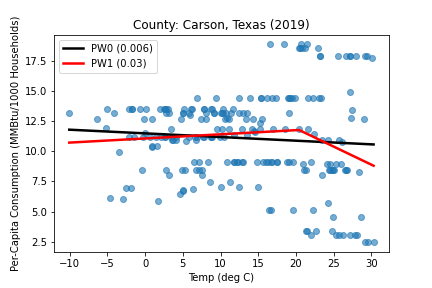 County: Carson, Texas (2019)
PW0 (0.006)
PW1 (0.03)
Per-Capita Consumption (MMBtu/1000 Households)
17.5
15.0
12.5
10.0
7.5
5.0
2.5
−10 −5 0 5 10 15 20 25 30
Temp (deg C)